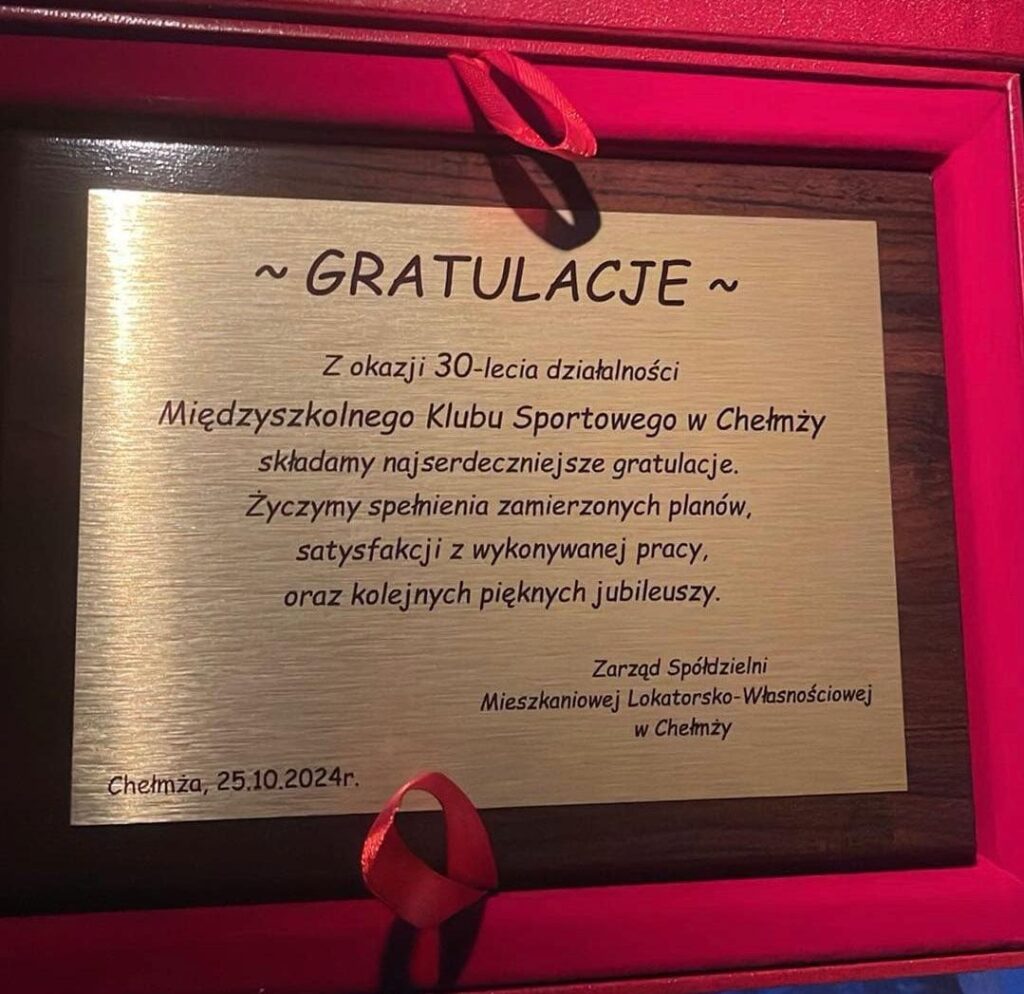 ~ GRATULACJE ~
Z okazji 30-lecia działalności
Międzyszkolnego Klubu Sportowego w Chełmży
składamy najserdeczniejsze gratulacje.
Życzymy spełnienia zamierzonych planów,
satysfakcji z wykonywanej pracy,
oraz kolejnych pięknych jubileuszy.
Zarząd Spółdzielni
Mieszkaniowej Lokatorsko-Własnościowej
w Chełmży
Chełmża, 25.10.2024r.